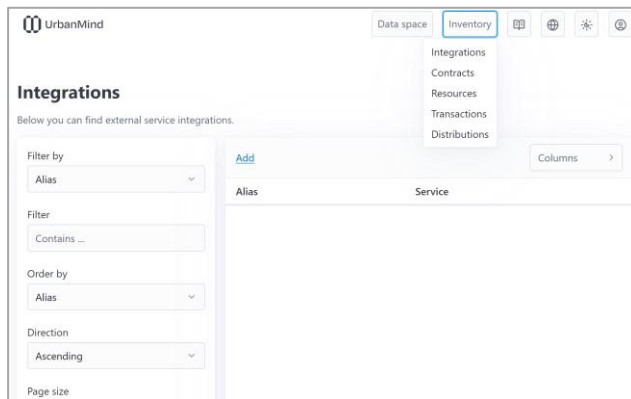 UrbanMind
Data space
Inventory
Integrations
Contracts
Resources
Transactions
Distributions
Integrations
Below you can find external service integrations.
Filter by
Alias
Filter
Contains ...
Order by
Alias
Direction
Ascending
Page size
Add
Columns
Alias
Service